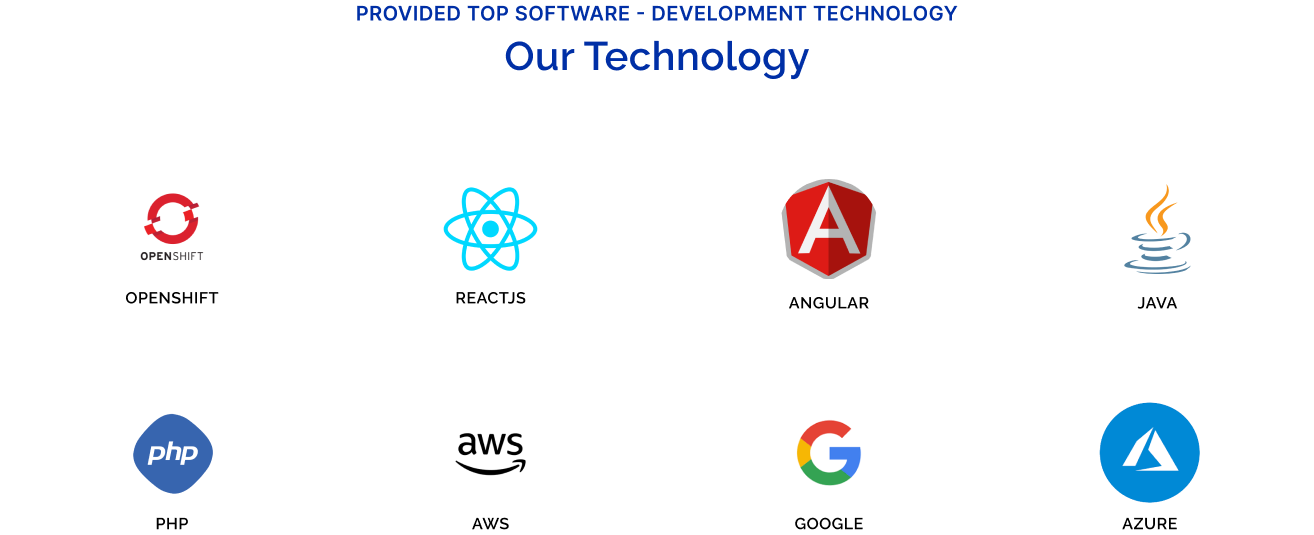 PROVIDED TOP SOFTWARE - DEVELOPMENT TECHNOLOGY
Our Technology
OPENSHIFT
OPENSHIFT
REACTJS
ANGULAR
JAVA
php
PHP
aws
AWS
GOOGLE
AZURE